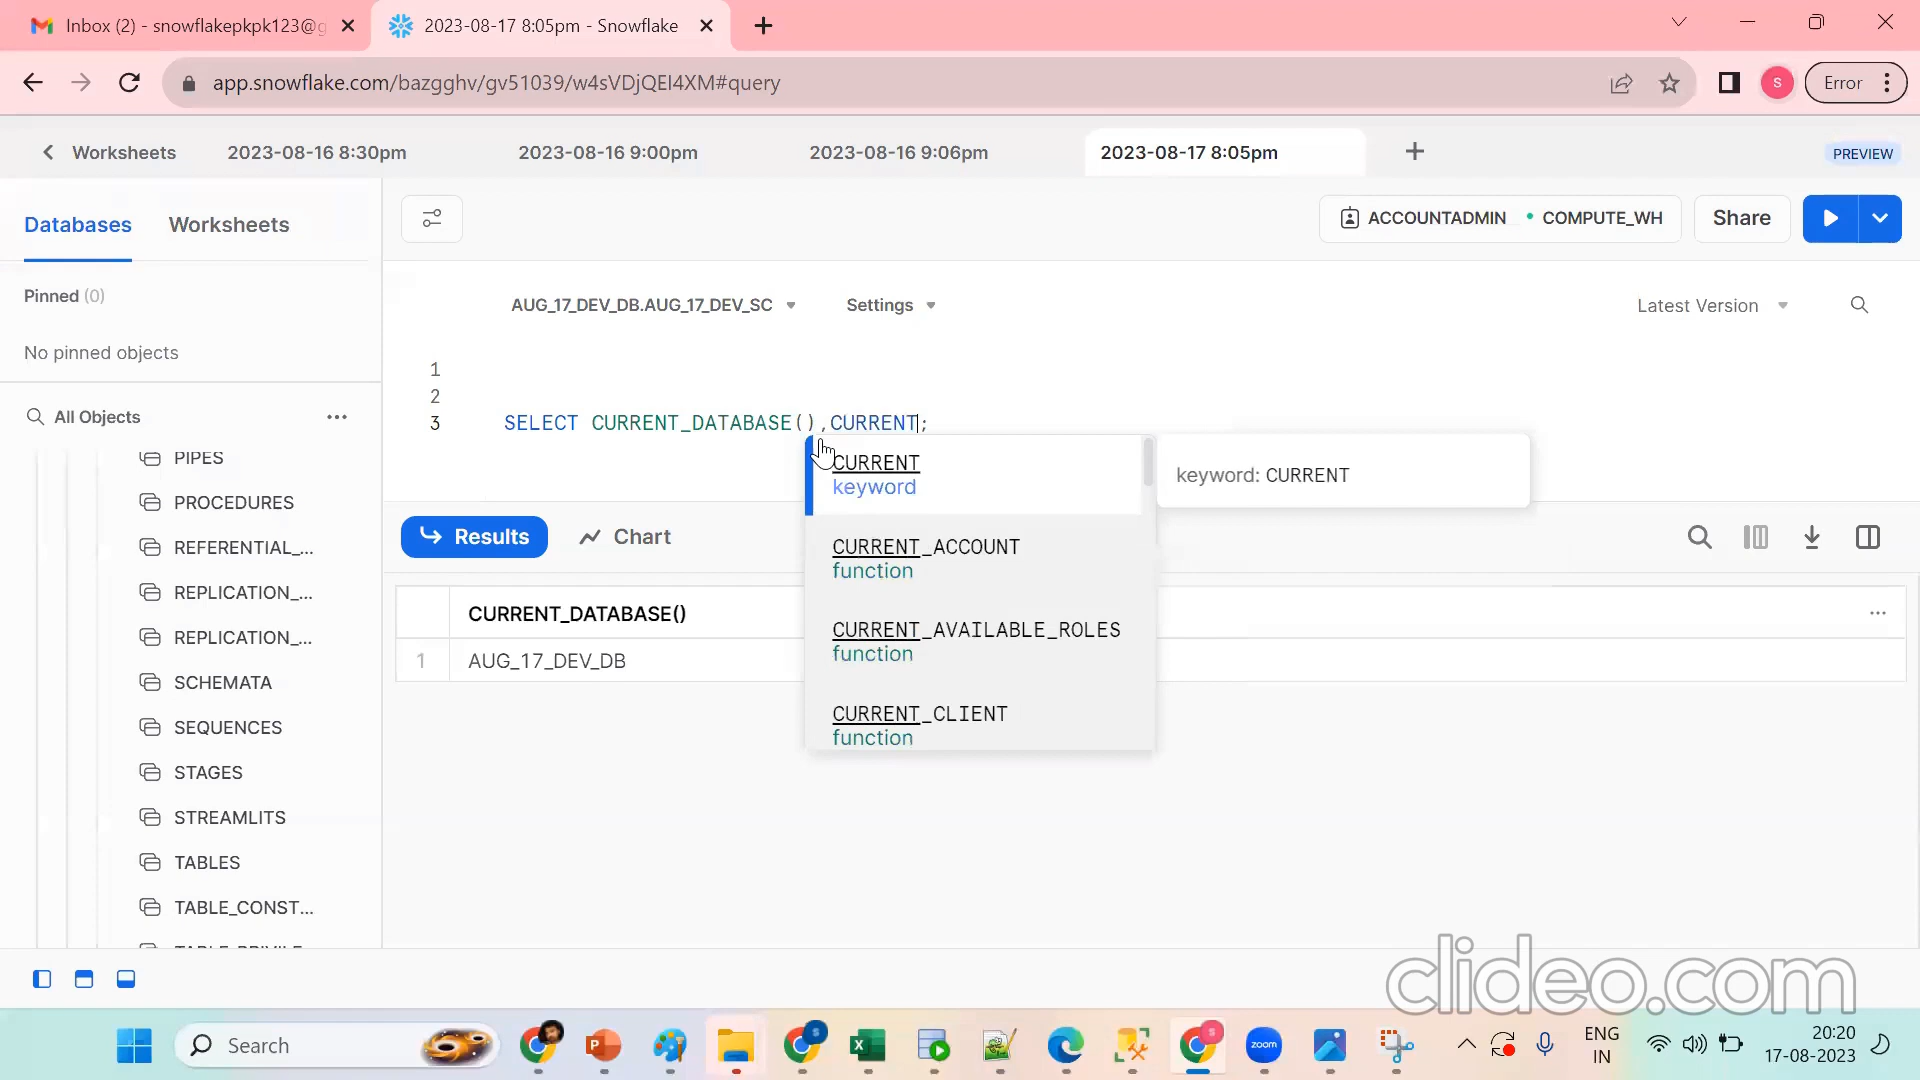 Inbox (2) - snowflakepkpk123@g
2023-08-17 8:05pm - Snowflake
app.snowflake.com/bazgghv/gv51039/w4sVDjQEI4XM#query
S
Error
Worksheets
2023-08-16 8:30pm
2023-08-16 9:00pm
2023-08-16 9:06pm
2023-08-17 8:05pm
PREVIEW
Databases
Worksheets
ACCOUNTADMIN
COMPUTE_WH
Share
Pinned (0)
No pinned objects
AUG_17_DEV_DB.AUG_17_DEV_SC
Settings
Latest Version
All Objects
PIPES
PROCEDURES
REFERENTIAL_...
REPLICATION_...
REPLICATION_...
SCHEMATA
SEQUENCES
STAGES
STREAMLITS
TABLES
TABLE_CONST...
1
2
3 SELECT CURRENT_DATABASE(),CURRENT;
CURRENT
keyword
keyword: CURRENT
CURRENT_ACCOUNT
function
CURRENT_AVAILABLE_ROLES
function
CURRENT_CLIENT
function
Results
Chart
CURRENT_DATABASE()
1 AUG_17_DEV_DB
clideo.com
Search
zoom
ENG
IN
20:20
17-08-2023